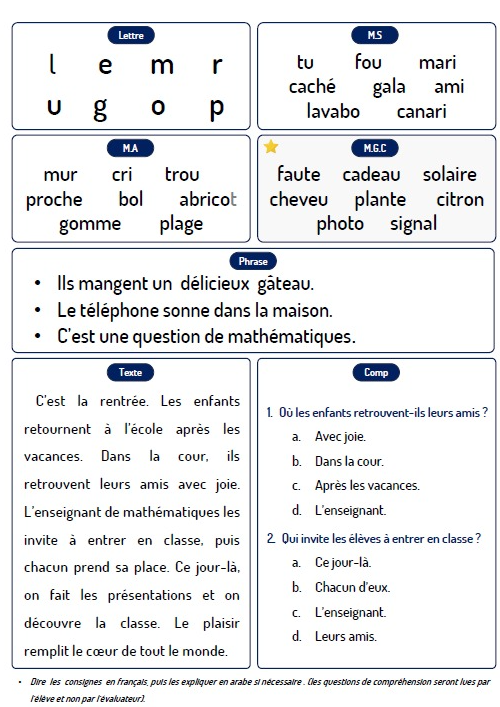 Lettre
l e m r
u g o p
M.S
tu fou mari
caché gala ami
lavabo canari
M.A
mur cri trou
proche bol abricot
gomme plage
M.G.C
faute cadeau solaire
cheveu plante citron
photo signal
Phrase
• Ils mangent un délicieux gâteau.
• Le téléphone sonne dans la maison.
• C'est une question de mathématiques.
Texte
C'est la rentrée. Les enfants
retournent à l'école après les
vacances. Dans la cour, ils
retrouvent leurs amis avec joie.
L'enseignant de mathématiques les
invite à entrer en classe, puis
chacun prend sa place. Ce jour-là,
on fait les présentations et on
découvre la classe. Le plaisir
remplit le cœur de tout le monde.
Comp
1. Où les enfants retrouvent-ils leurs amis ?
a. Avec joie.
b. Dans la cour.
c. Après les vacances.
d. L'enseignant.
2. Qui invite les élèves à entrer en classe ?
a. Ce jour-là.
b. Chacun d'eux.
c. L'enseignant.
d. Leurs amis.
• Dire les consignes en français, puis les expliquer en arabe si nécessaire . (les questions de compréhension seront lues par
l'élève et non par l'évaluateur).